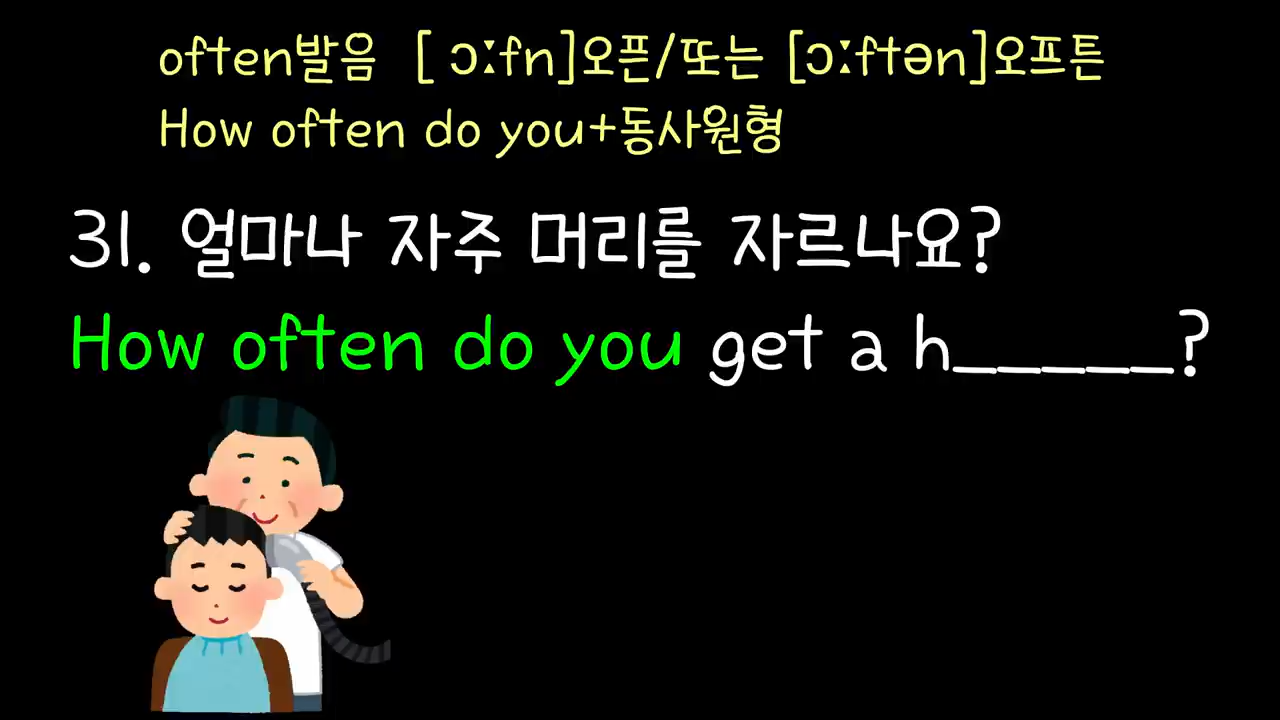 often발음 [ ɔːfn]오픈/또는 [ɔːftən]오프튼
How often do you+동사원형
31. 얼마나 자주 머리를 자르나요?
How often do you get a h_____?